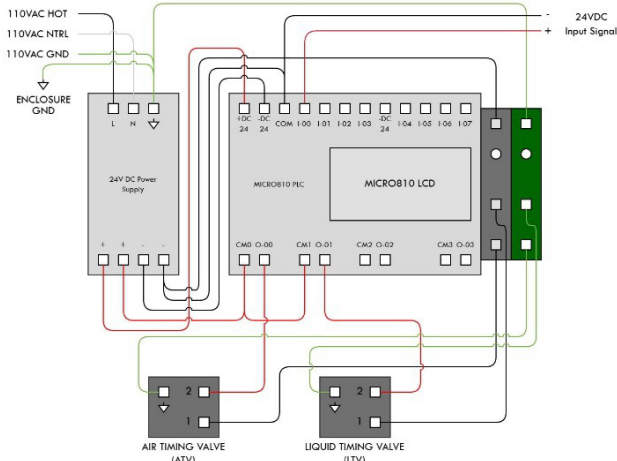 110VAC HOT
110VAC NTRL
110VAC GND
ENCLOSURE
GND
- 24VDC
+ Input Signal
L N
24V DC Power
Supply
+ + - -
+DC
24
-DC
24
COM I-00 I-01 I-02 I-03
-DC
24
I-04 I-05 I-06 I-07
MICRO810 PLC
MICRO810 LCD
CM0 O-00 CM1 O-01 CM2 O-02 CM3 O-03
2
1
AIR TIMING VALVE
(ATV)
2
1
LIQUID TIMING VALVE
(LTV)